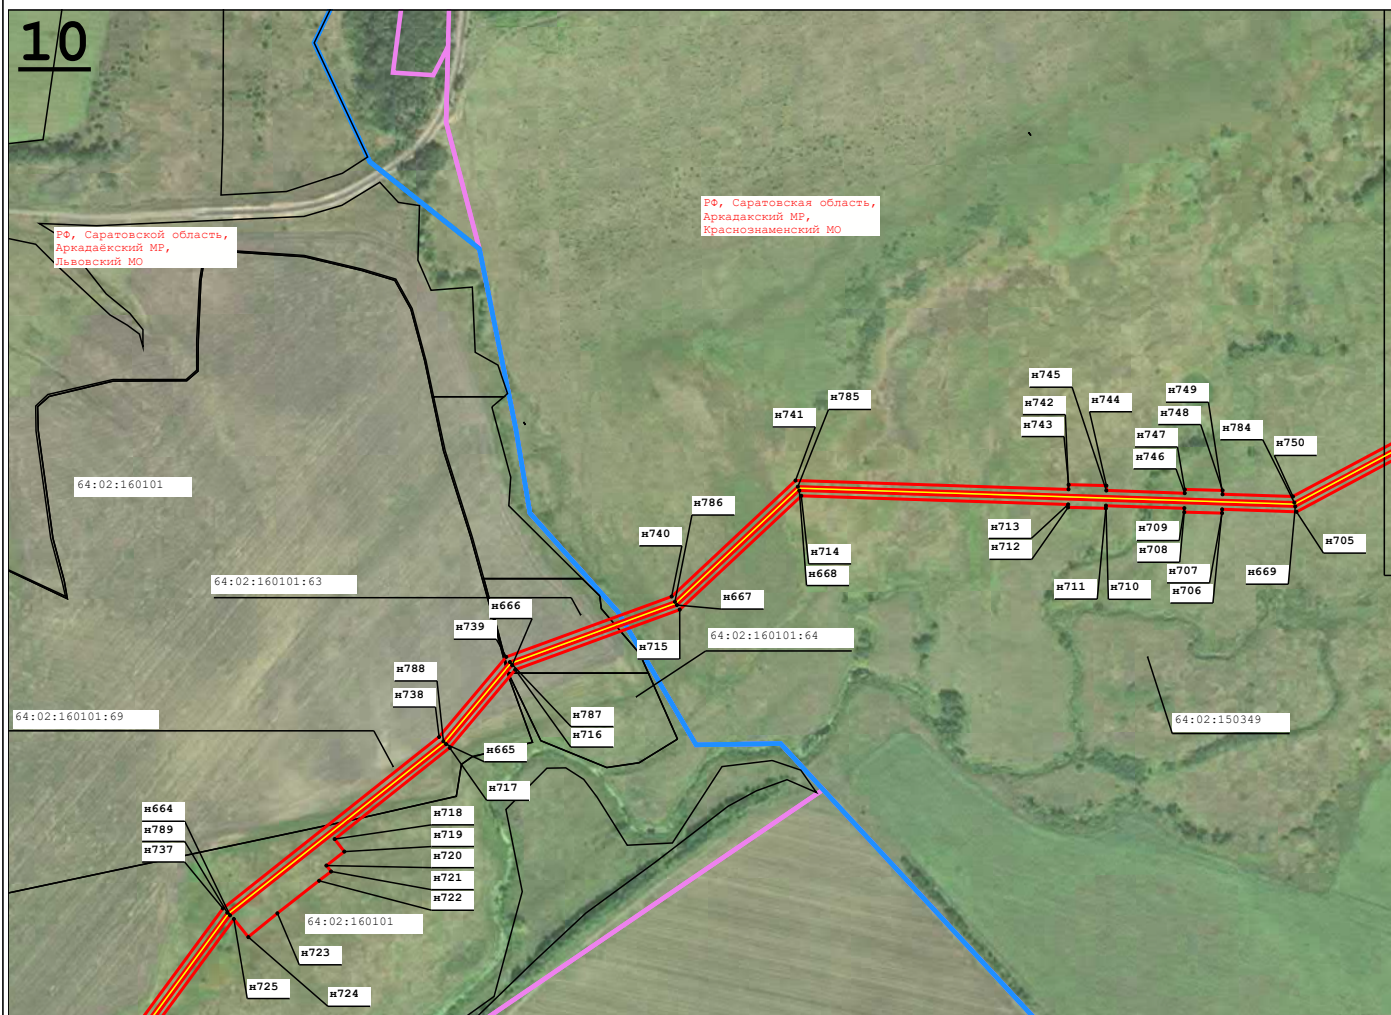 10
РФ, Саратовская область,
Аркадакский МР,
Краснознаменский МО
РФ, Саратовской область,
Аркадаёкский МР,
Львовский МО
н745
н742
н743
н744
н749
н748
н747
н746
н784
н750
н785
н741
64:02:160101
н786
н740
н713
н712
н709
н708
н705
н714
н668
н711
н710
н707
н706
н669
64:02:160101:63
н666
н667
н739
64:02:160101:64
н715
н788
н738
64:02:160101:69
н787
н716
64:02:150349
н665
н717
н664
н789
н737
н718
н719
н720
н721
н722
64:02:160101
н723
н725
н724